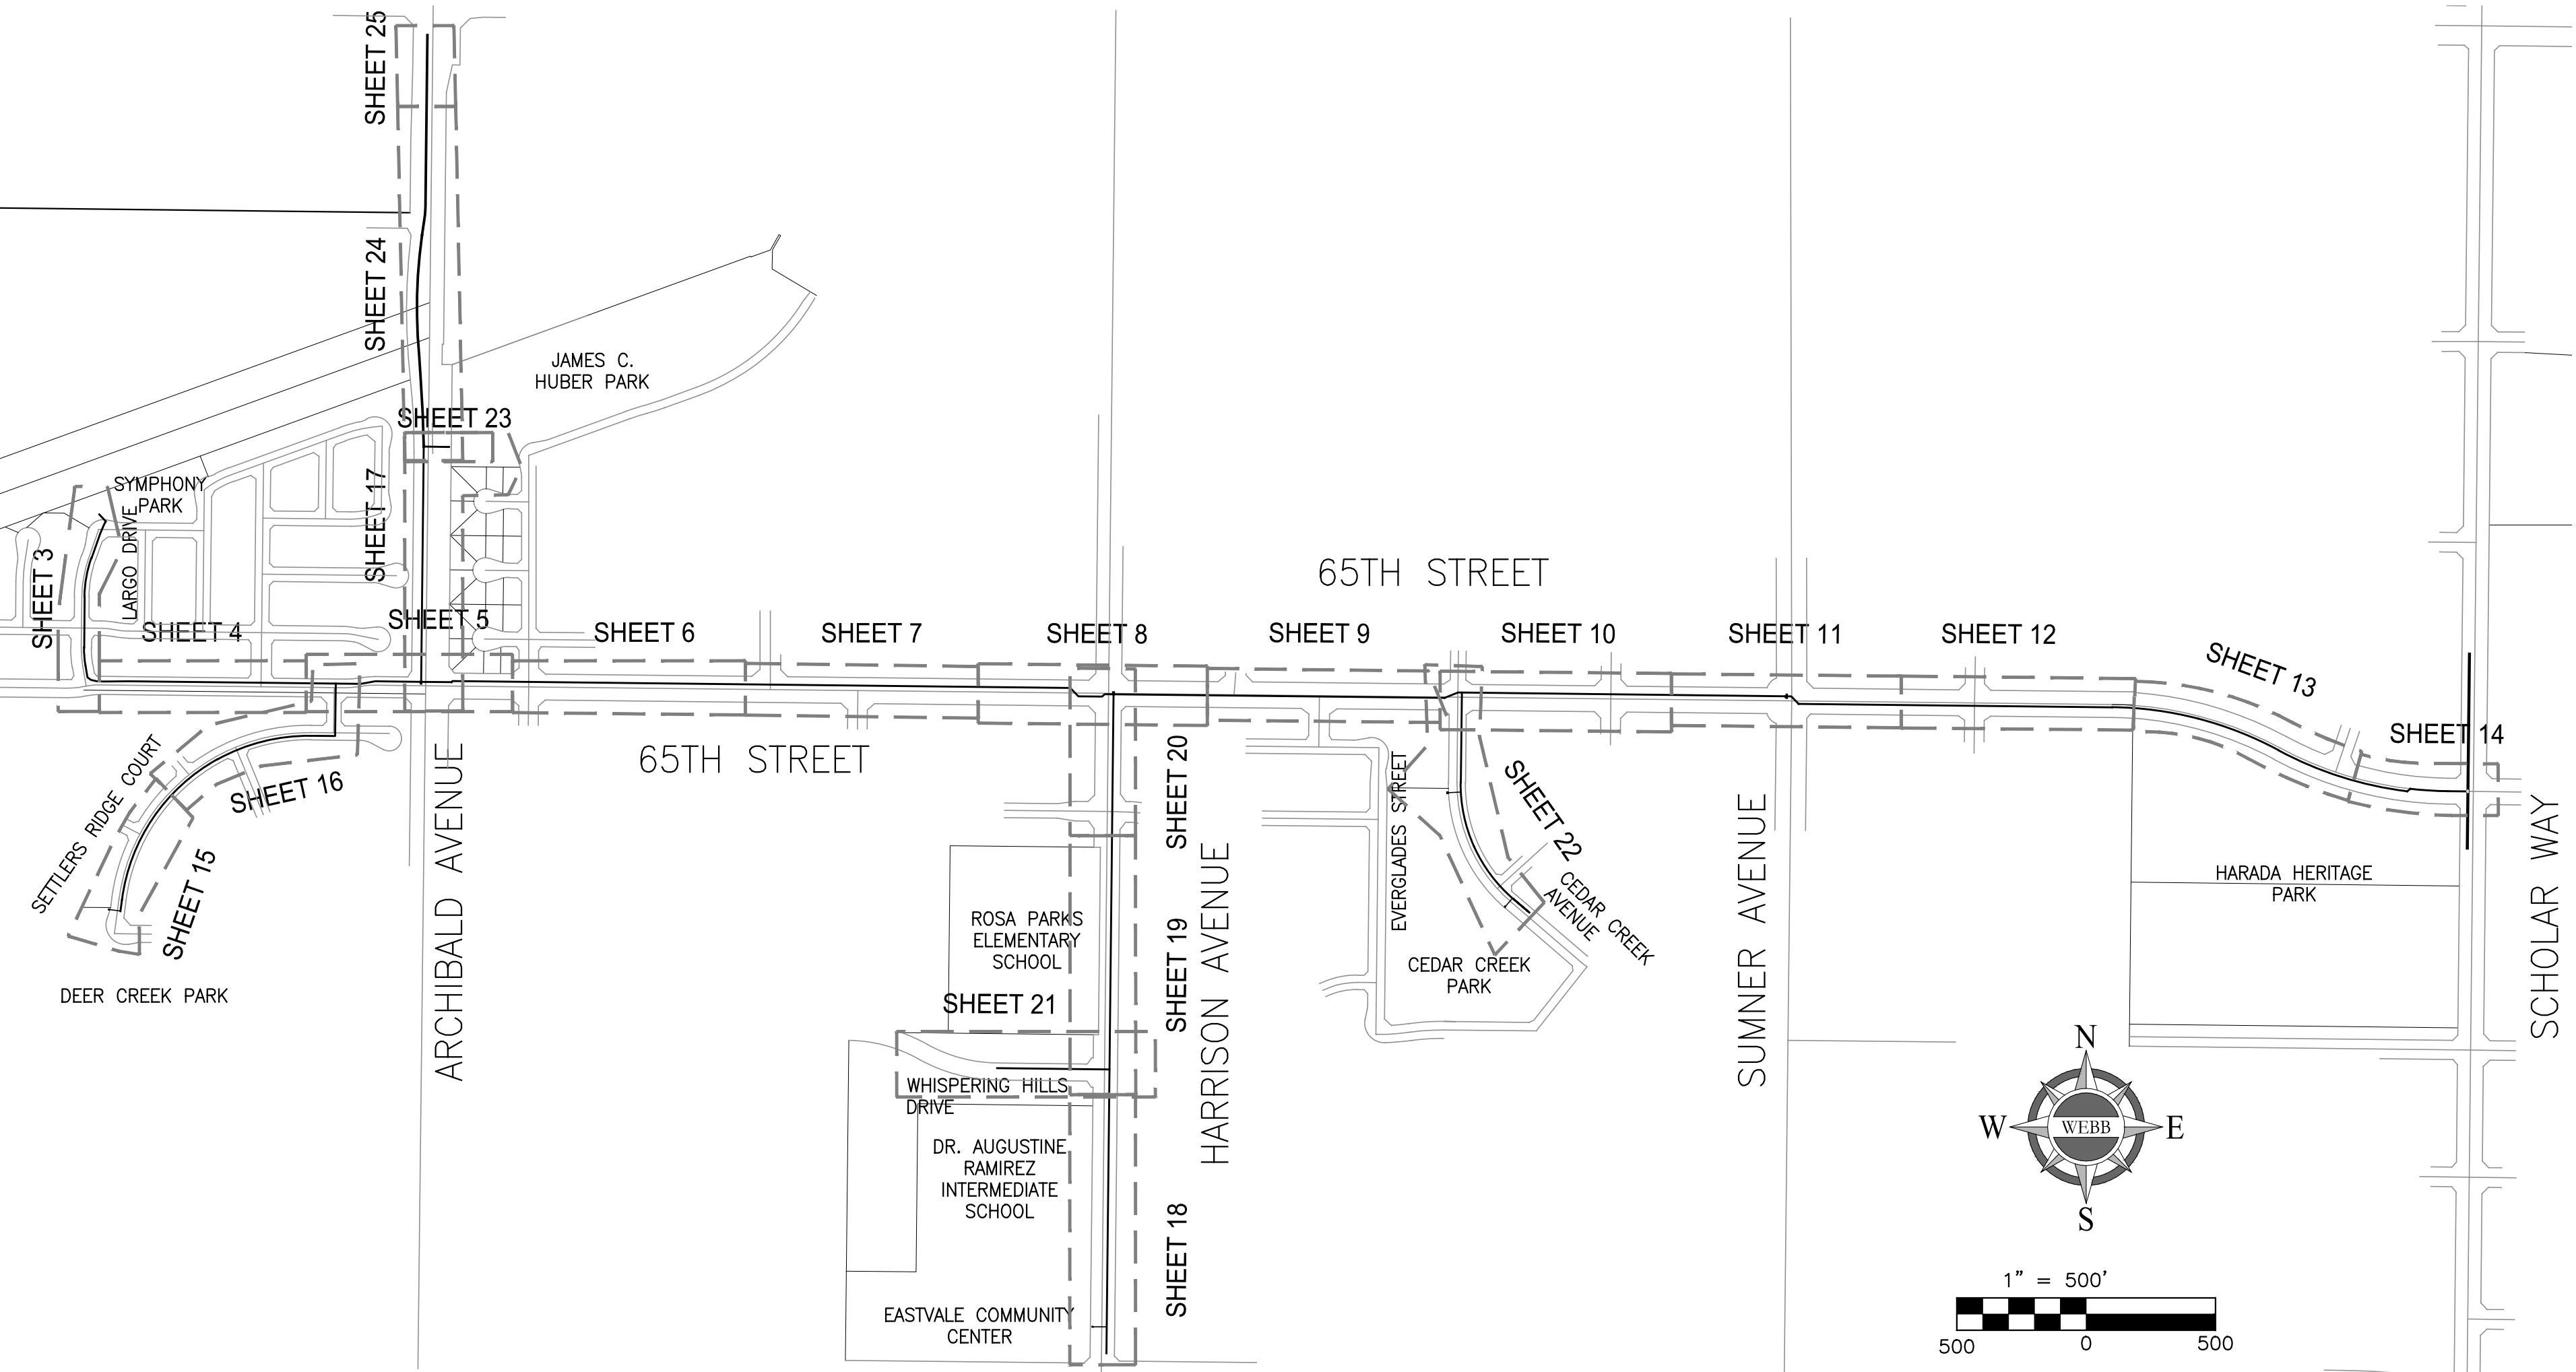 SHEET 25
SHEET 24
JAMES C.
HUBER PARK
SHEET 23
SYMPHONY
PARK
SHEET 17
LARGO DRIVE
SHEET 3
SHEET 4
SHEET 5
SHEET 6
SHEET 7
SHEET 8
65TH STREET
SHEET 9
SHEET 10
SHEET 11
SHEET 12
SHEET 13
SHEET 14
65TH STREET
SETTLERS RIDGE COURT
SHEET 16
SHEET 15
DEER CREEK PARK
ARCHIBALD AVENUE
SHEET 20
SHEET 19
HARRISON AVENUE
ROSA PARKS
ELEMENTARY
SCHOOL
SHEET 21
WHISPERING HILLS
DRIVE
DR. AUGUSTINE
RAMIREZ
INTERMEDIATE
SCHOOL
SHEET 18
EASTVALE COMMUNITY
CENTER
EVERGLADES STREET
SHEET 22
CEDAR CREEK
AVENUE
CEDAR CREEK
PARK
SUMNER AVENUE
HARADA HERITAGE
PARK
SCHOLAR WAY
N
W WEBB E
S
1" = 500'
500 0 500